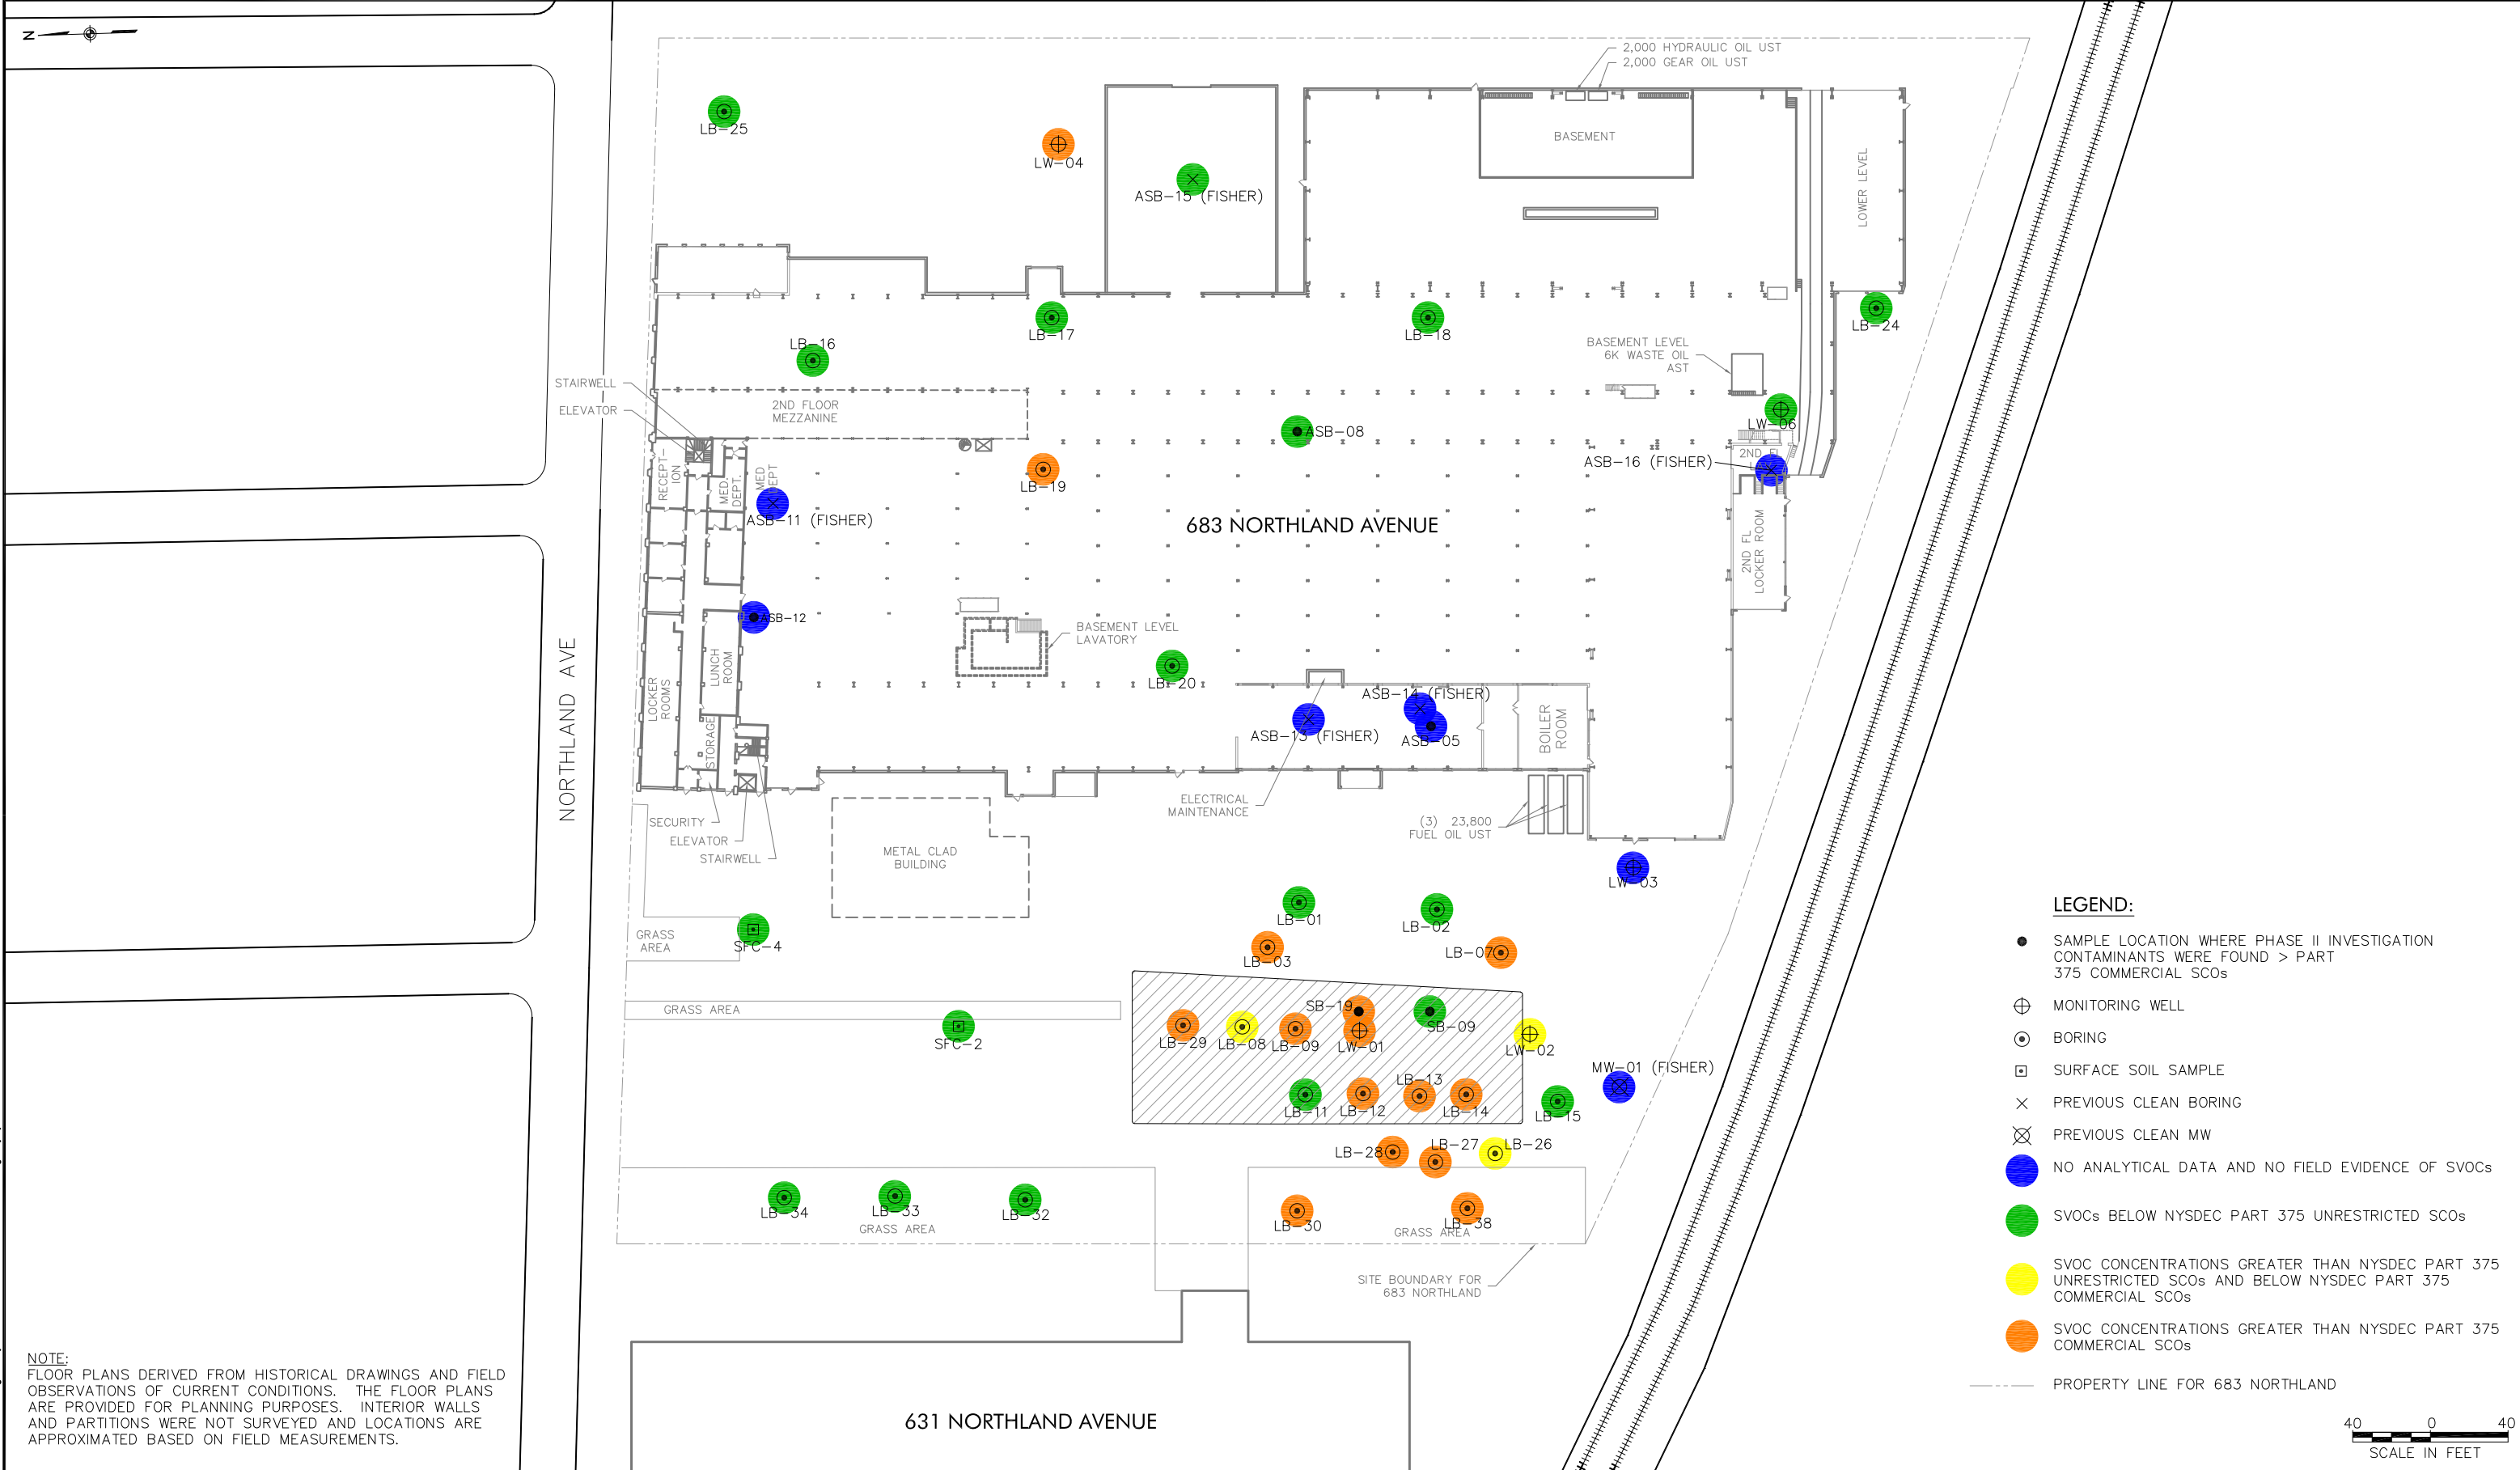 N
2,000 HYDRAULIC OIL UST
2,000 GEAR OIL UST
LB-25
LW-04
ASB-15 (FISHER)
BASEMENT
LOWER LEVEL
LB-16
LB-17
LB-18
LB-24
BASEMENT LEVEL
6K WASTE OIL
AST
STAIRWELL
ELEVATOR
2ND FLOOR
MEZZANINE
ASB-08
LW-06
RECEPT-
ION
MED.
DEPT.
MED
DEPT
LB-19
ASB-16 (FISHER)
2ND FL
ASB-11 (FISHER)
683 NORTHLAND AVENUE
2ND FL
LOCKER ROOM
ASB-12
BASEMENT LEVEL
LAVATORY
LUNCH
ROOM
LOCKER
ROOMS
STORAGE
NORTHLAND AVE
LB-20
ASB-14 (FISHER)
ASB-13 (FISHER)
ASB-05
BOILER
ROOM
ELECTRICAL
MAINTENANCE
(3) 23,800
FUEL OIL UST
SECURITY
ELEVATOR
STAIRWELL
METAL CLAD
BUILDING
LW-03
LB-01
LB-02
GRASS
AREA
SFC-4
LB-03
LB-07
GRASS AREA
SFC-2
SB-19
SB-09
LB-29
LB-08
LB-09
LW-01
LW-02
MW-01 (FISHER)
LB-11
LB-12
LB-13
LB-14
LB-15
LB-28
LB-27
LB-26
LB-34
LB-33
LB-32
GRASS AREA
LB-30
LB-38
GRASS AREA
SITE BOUNDARY FOR
683 NORTHLAND
631 NORTHLAND AVENUE
NOTE:
FLOOR PLANS DERIVED FROM HISTORICAL DRAWINGS AND FIELD
OBSERVATIONS OF CURRENT CONDITIONS. THE FLOOR PLANS
ARE PROVIDED FOR PLANNING PURPOSES. INTERIOR WALLS
AND PARTITIONS WERE NOT SURVEYED AND LOCATIONS ARE
APPROXIMATED BASED ON FIELD MEASUREMENTS.
LEGEND:
SAMPLE LOCATION WHERE PHASE II INVESTIGATION
CONTAMINANTS WERE FOUND > PART
375 COMMERCIAL SCOs
MONITORING WELL
BORING
SURFACE SOIL SAMPLE
PREVIOUS CLEAN BORING
PREVIOUS CLEAN MW
NO ANALYTICAL DATA AND NO FIELD EVIDENCE OF SVOCs
SVOCs BELOW NYSDEC PART 375 UNRESTRICTED SCOs
SVOC CONCENTRATIONS GREATER THAN NYSDEC PART 375
UNRESTRICTED SCOs AND BELOW NYSDEC PART 375
COMMERCIAL SCOs
SVOC CONCENTRATIONS GREATER THAN NYSDEC PART 375
COMMERCIAL SCOs
PROPERTY LINE FOR 683 NORTHLAND
40 0 40
SCALE IN FEET